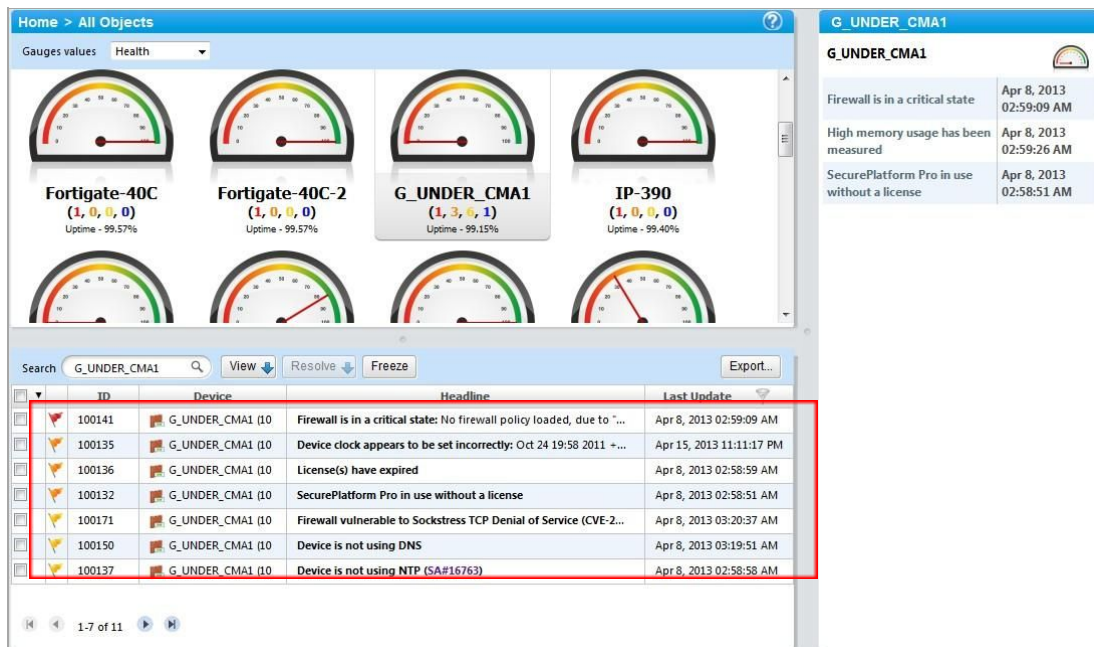 Home > All Objects
Gauges values Health
Fortigate-40C
(1, 0, 0, 0)
Uptime - 99.57%
Fortigate-40C-2
(1, 0, 0, 0)
Uptime - 99.57%
G_UNDER_CMA1
(1, 3, 6, 1)
Uptime - 99.15%
IP-390
(1, 0, 0, 0)
Uptime - 99.40%
Search G_UNDER_CMA1 View Resolve Freeze Export...
ID Device Headline Last Update
100141 G_UNDER_CMA1 (10 Firewall is in a critical state: No firewall policy loaded, due to "... Apr 8, 2013 02:59:09 AM
100135 G_UNDER_CMA1 (10 Device clock appears to be set incorrectly: Oct 24 19:58 2011 +... Apr 15, 2013 11:11:17 PM
100136 G_UNDER_CMA1 (10 License(s) have expired Apr 8, 2013 02:58:59 AM
100132 G_UNDER_CMA1 (10 SecurePlatform Pro in use without a license Apr 8, 2013 02:58:51 AM
100171 G_UNDER_CMA1 (10 Firewall vulnerable to Sockstress TCP Denial of Service (CVE-2... Apr 8, 2013 03:20:37 AM
100150 G_UNDER_CMA1 (10 Device is not using DNS Apr 8, 2013 03:19:51 AM
100137 G_UNDER_CMA1 (10 Device is not using NTP (SA#16763) Apr 8, 2013 02:58:58 AM
1-7 of 11
G_UNDER_CMA1
G_UNDER_CMA1
Firewall is in a critical state Apr 8, 2013
02:59:09 AM
High memory usage has been Apr 8, 2013
measured 02:59:26 AM
SecurePlatform Pro in use Apr 8, 2013
without a license 02:58:51 AM